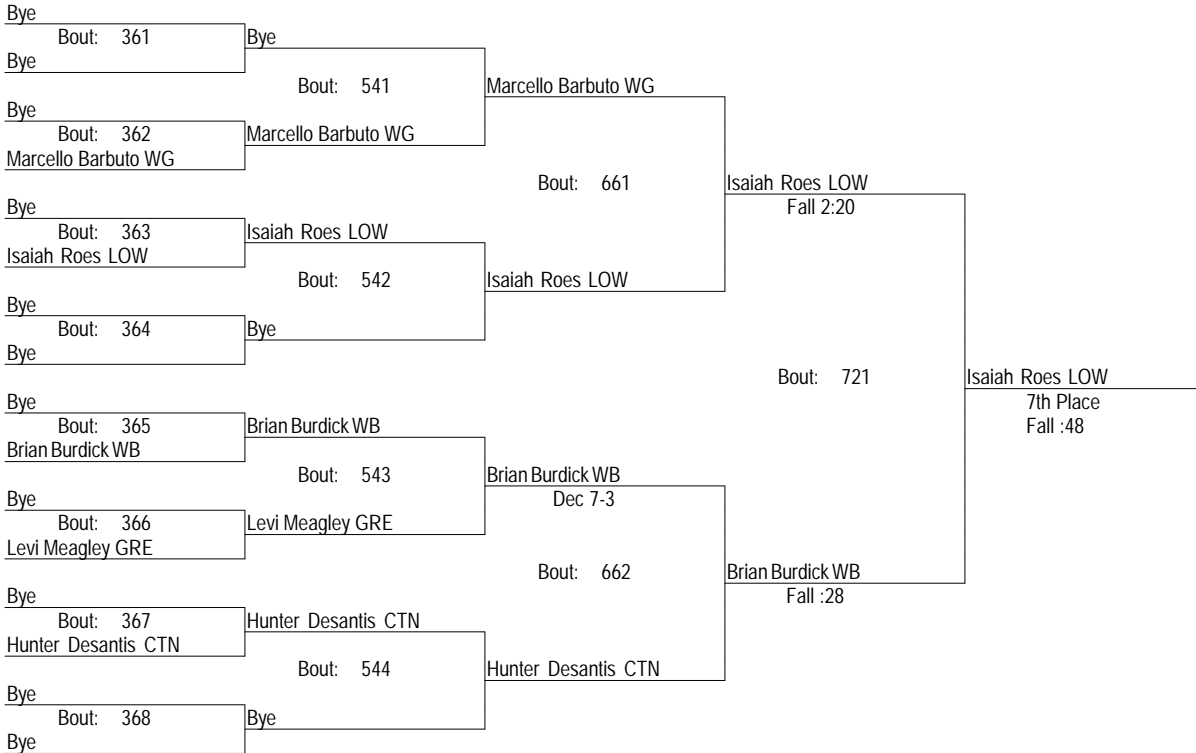 Bye
Bout: 361
Bye
Bye
Bout: 541
Marcello Barbuto WG
Bye
Bout: 362
Marcello Barbuto WG
Marcello Barbuto WG
Bout: 661
Isaiah Roes LOW
Fall 2:20
Bye
Bout: 363
Isaiah Roes LOW
Isaiah Roes LOW
Bout: 542
Isaiah Roes LOW
Bye
Bout: 364
Bye
Bye
Bout: 721
Isaiah Roes LOW
7th Place
Fall :48
Bye
Bout: 365
Brian Burdick WB
Brian Burdick WB
Bout: 543
Brian Burdick WB
Dec 7-3
Bye
Bout: 366
Levi Meagley GRE
Levi Meagley GRE
Bout: 662
Brian Burdick WB
Fall :28
Bye
Bout: 367
Hunter Desantis CTN
Hunter Desantis CTN
Bout: 544
Hunter Desantis CTN
Bye
Bout: 368
Bye
Bye